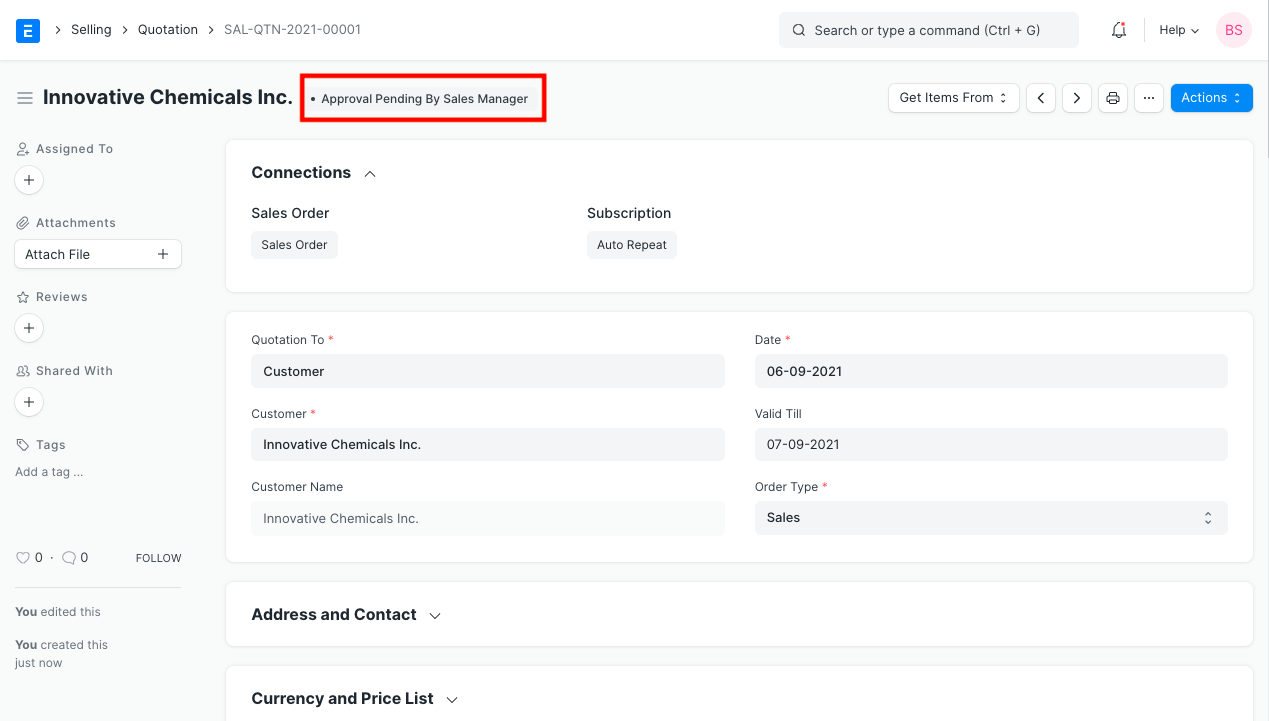 E
Selling
Quotation
SAL-QTN-2021-00001
Search or type a command (Ctrl + G)
Help
BS
Innovative Chemicals Inc.
• Approval Pending By Sales Manager
Get Items From
...
Actions
Assigned To
+
Attachments
Attach File +
Reviews
+
Shared With
+
Tags
Add a tag ...
0 · 0
FOLLOW
You edited this
You created this
just now
Connections
Sales Order
Subscription
Sales Order
Auto Repeat
Quotation To *
Date *
Customer
06-09-2021
Customer *
Valid Till
Innovative Chemicals Inc.
07-09-2021
Customer Name
Order Type *
Innovative Chemicals Inc.
Sales
Address and Contact
Currency and Price List